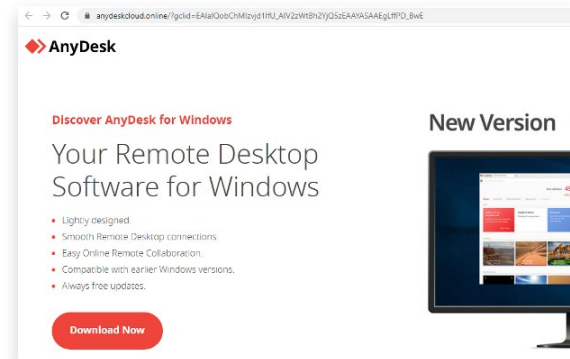 anydeskcloud.online/?gclid=EAIaIQobChMIzvjd1IfU_AIV2zWtBh2YjQ5zEAAYASAAEgLffPD_BwE
AnyDesk
Discover AnyDesk for Windows
New Version
Your Remote Desktop
Software for Windows
Lightly designed.
Smooth Remote Desktop connections.
Easy Online Remote Collaboration.
Compatible with earlier Windows versions.
Always free updates.
Download Now